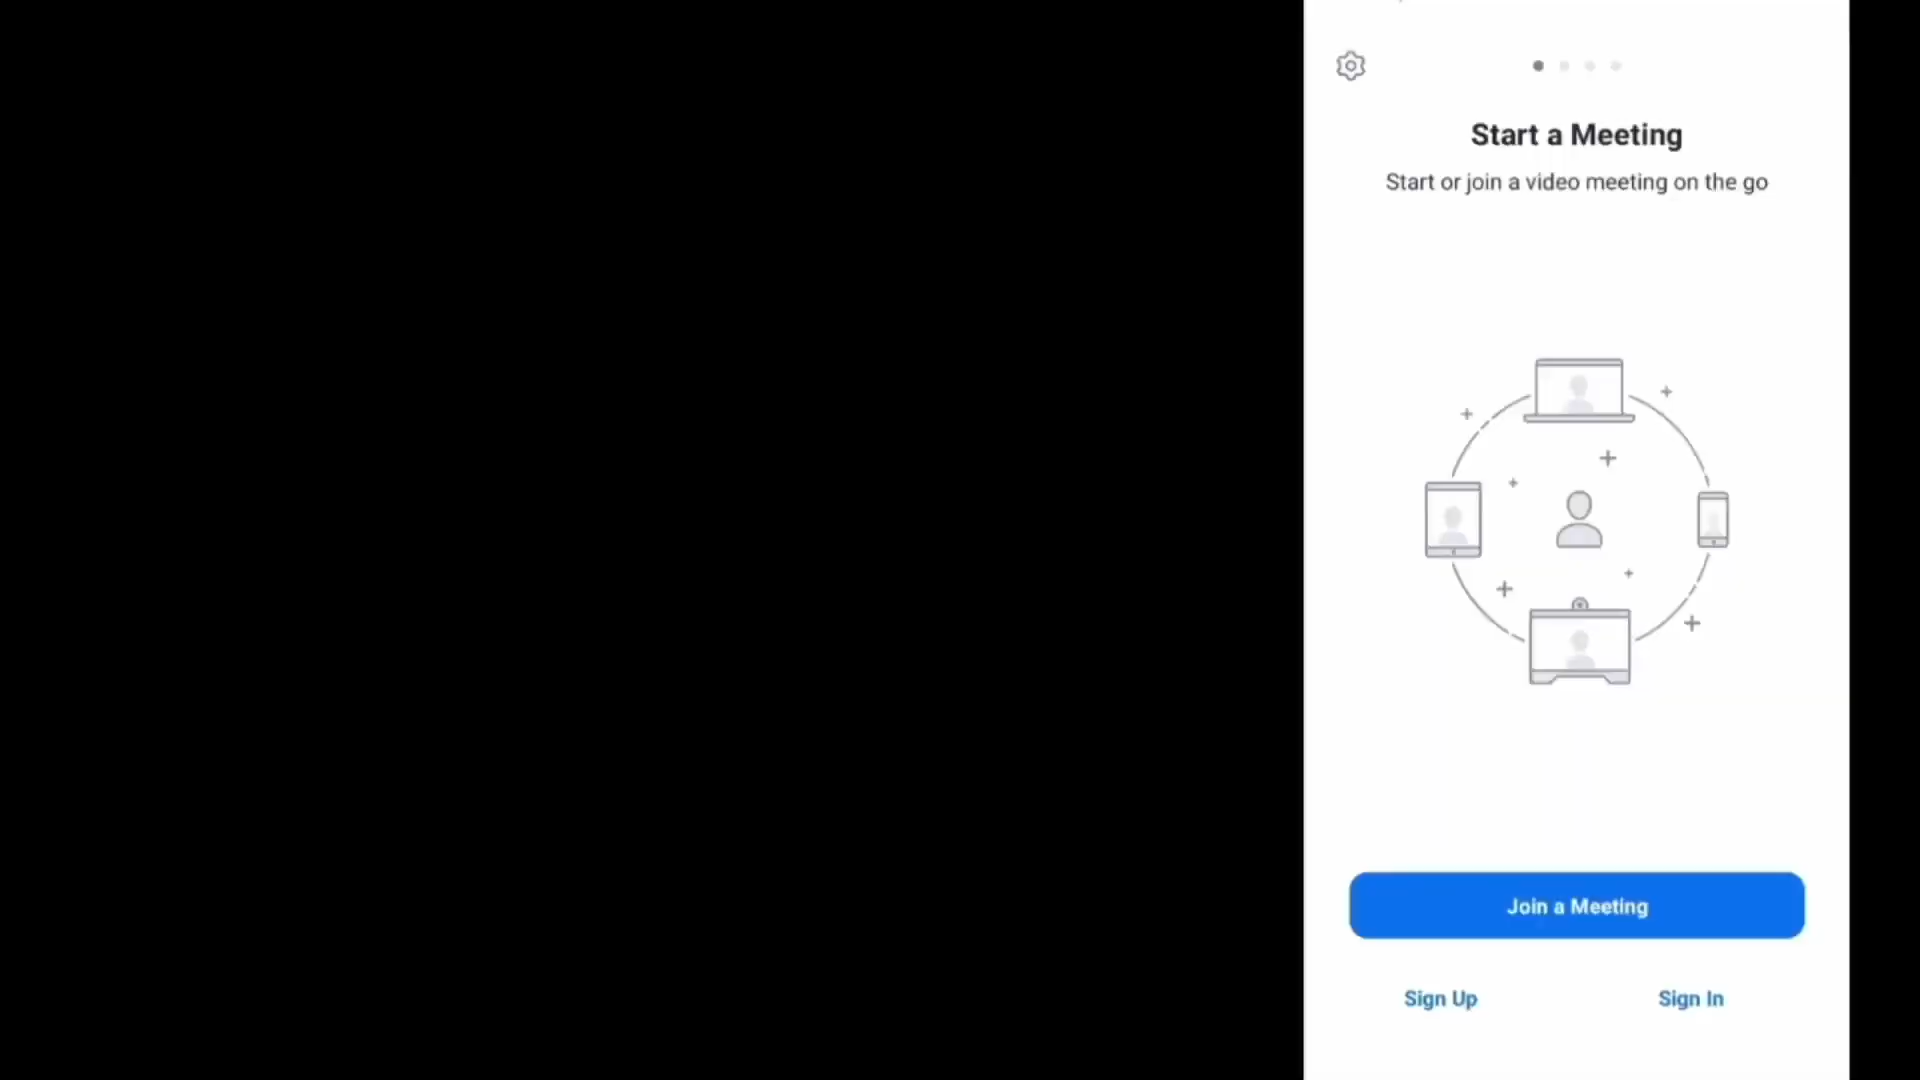 Start a Meeting
Start or join a video meeting on the go
Join a Meeting
Sign Up
Sign In